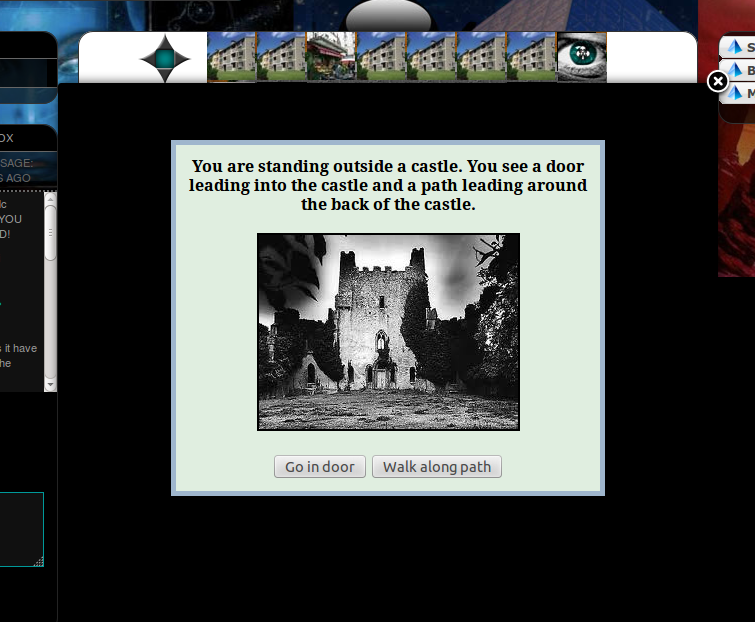 S
B
M
OX
SAGE:
S AGO
YOU
D!
s it have
he
You are standing outside a castle. You see a door
leading into the castle and a path leading around
the back of the castle.
Go in door
Walk along path